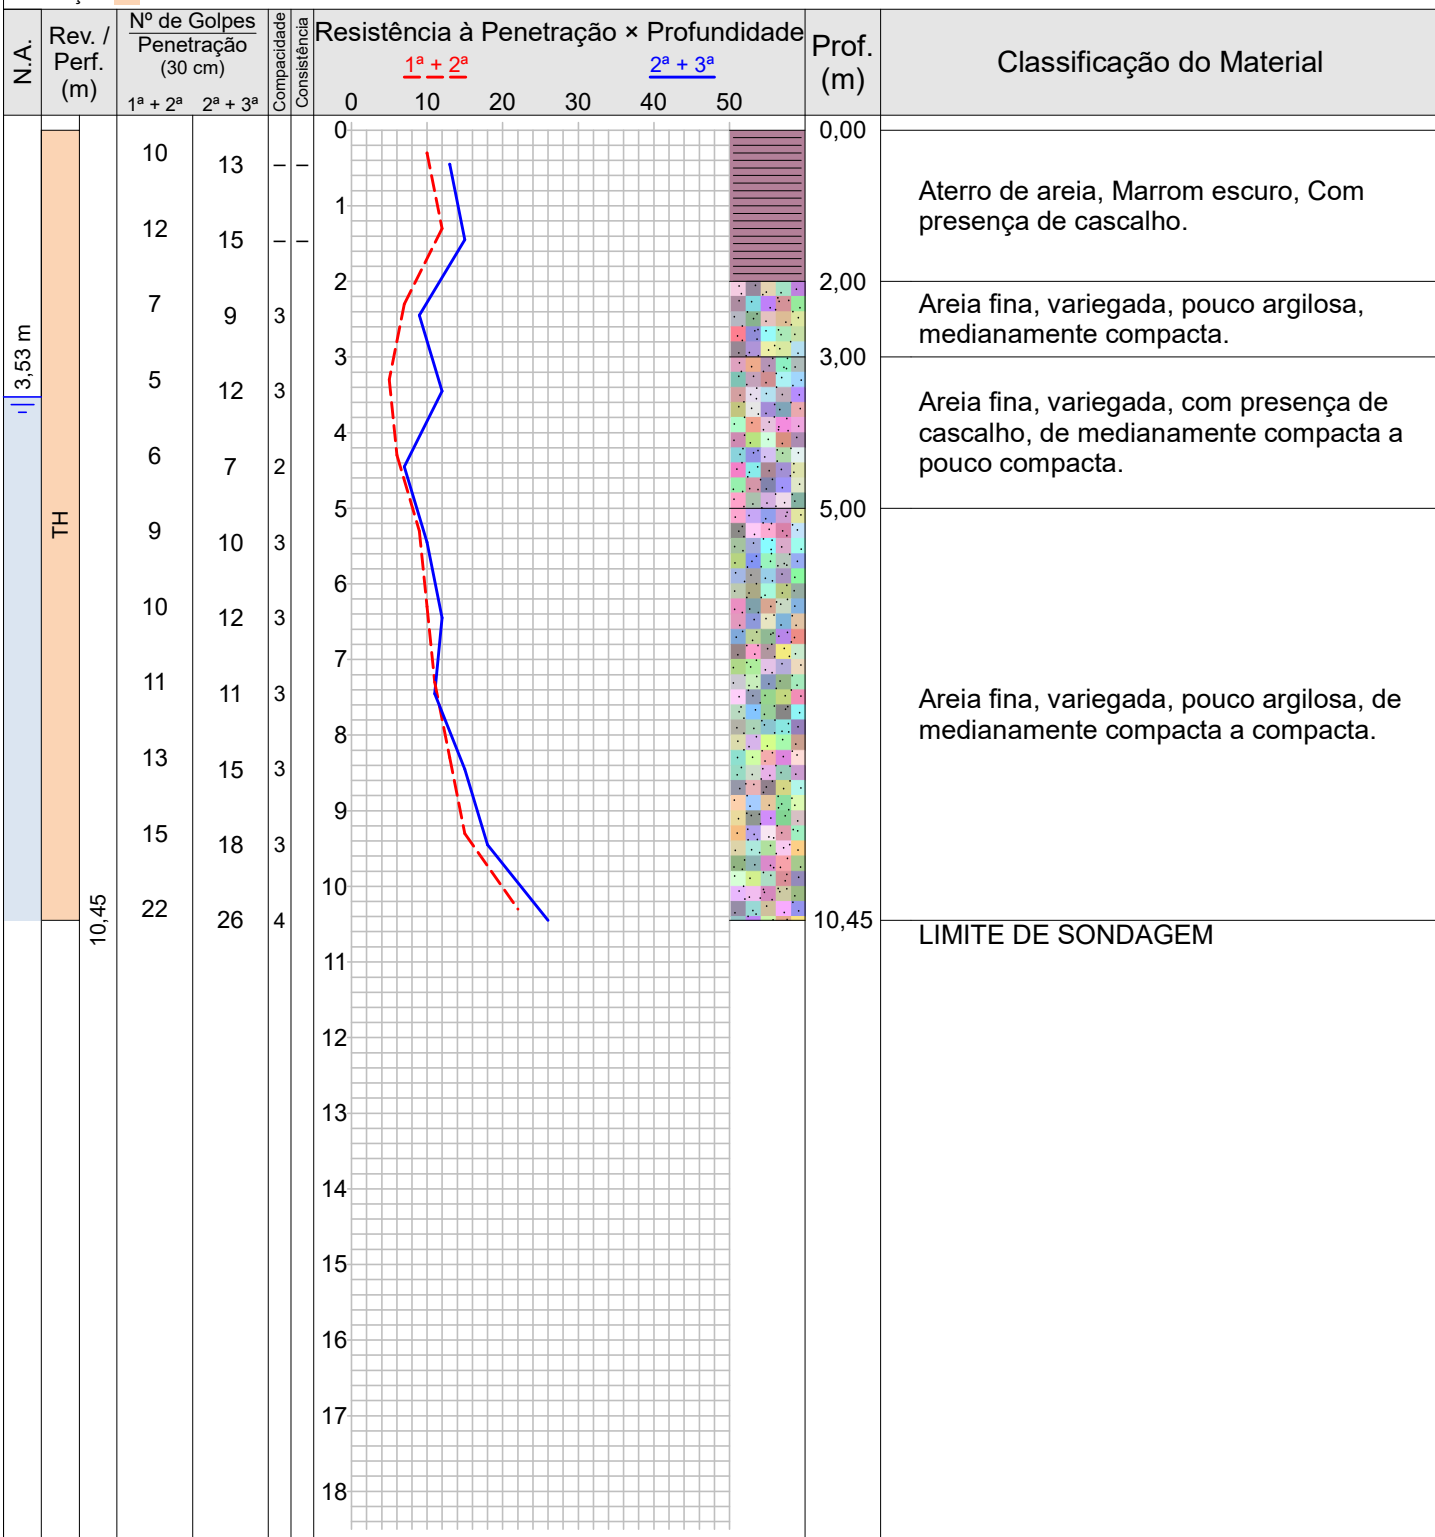 N.A.
Rev. /
Perf.
(m)
Nº de Golpes
Penetração
(30 cm)
1ª + 2ª 2ª + 3ª
Compacidade
Consistência
Resistência à Penetração × Profundidade
1ª + 2ª 2ª + 3ª
0 10 20 30 40 50
Prof.
(m)
Classificação do Material
0 0,00
10 13 – –
Aterro de areia, Marrom escuro, Com
presença de cascalho.
1
12 15 – –
2 2,00
7 9 3
Areia fina, variegada, pouco argilosa,
medianamente compacta.
3 3,00
3,53 m
5 12 3
Areia fina, variegada, com presença de
cascalho, de medianamente compacta a
pouco compacta.
4
6 7 2
5 5,00
TH
9 10 3
6
10 12 3
7
11 11 3
Areia fina, variegada, pouco argilosa, de
medianamente compacta a compacta.
8
13 15 3
9
15 18 3
10
22 26 4
10,45
10,45
LIMITE DE SONDAGEM
11
12
13
14
15
16
17
18